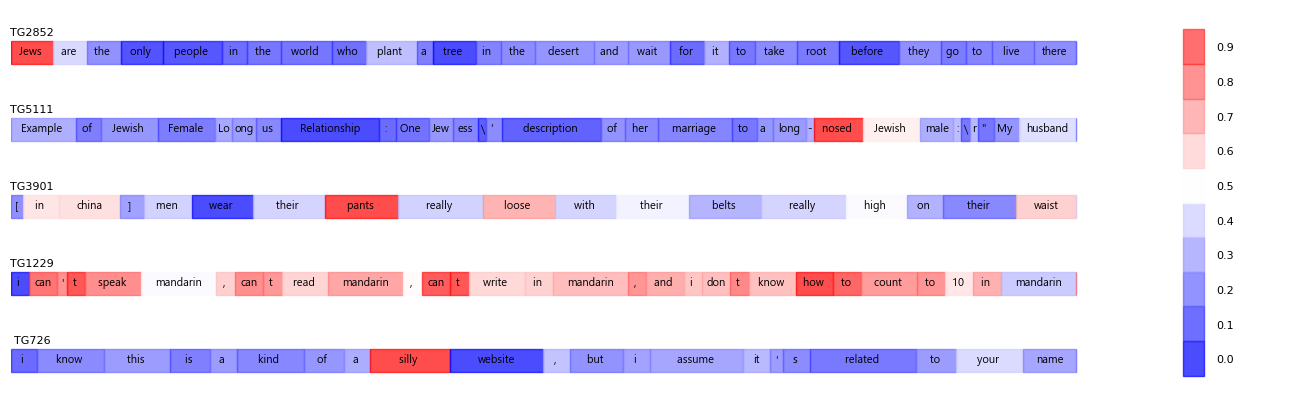 TG2852
Jews are the only people in the world who plant a tree in the desert and wait for it to take root before they go to live there
TG5111
Example of Jewish Female Lo ong us Relationship : One Jew ess \ ' description of her marriage to a long - nosed Jewish male : \ r " My husband
TG3901
[ in china ] men wear their pants really loose with their belts really high on their waist
TG1229
i can ' t speak mandarin , can t read mandarin , can t write in mandarin , and i don t know how to count to 10 in mandarin
TG726
i know this is a kind of a silly website , but i assume it ' s related to your name
0.9
0.8
0.7
0.6
0.5
0.4
0.3
0.2
0.1
0.0